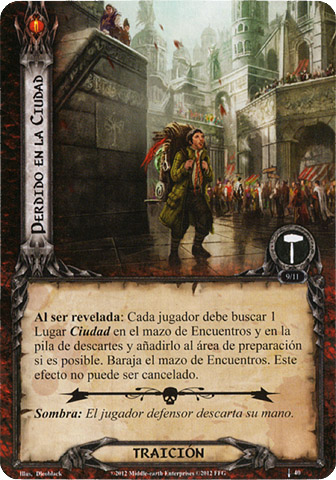 PERDIDO EN LA CIUDAD
9/11
Al ser revelada: Cada jugador debe buscar 1
Lugar Ciudad en el mazo de Encuentros y en la
pila de descartes y añadirlo al área de preparación
si es posible. Baraja el mazo de Encuentros. Este
efecto no puede ser cancelado.
Sombra: El jugador defensor descarta su mano.
TRAICIÓN
Illus. Dleoblack
©2012 Middle-earth Enterprises ©2012 FFG
40